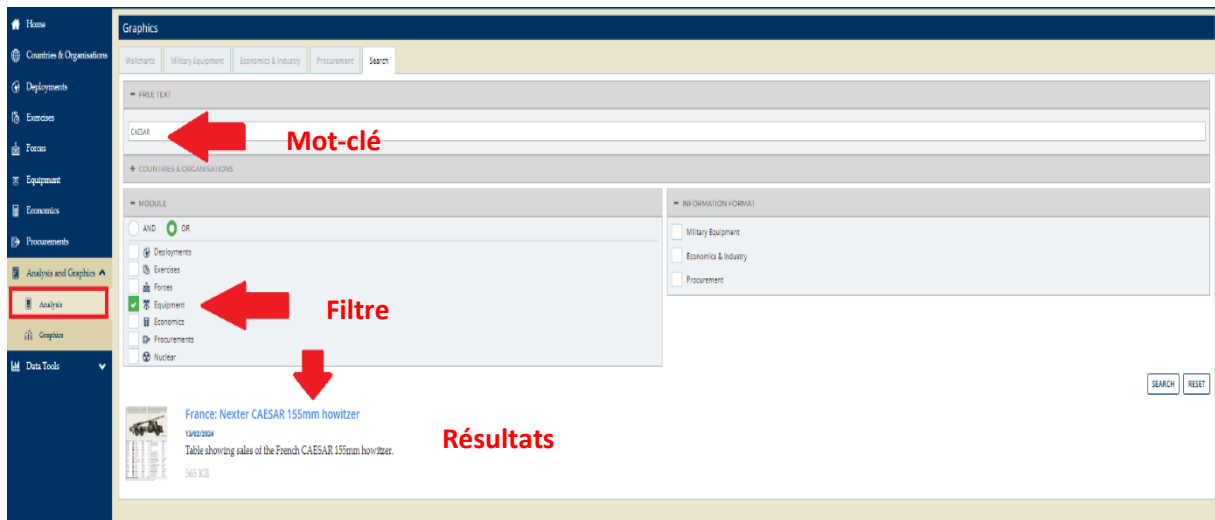 Home
Countries & Organisations
Deployments
Exercises
Forces
Equipment
Economics
Procurements
Analysis and Graphics
Analysis
Graphics
Data Tools
Graphics
Wallcharts Military Equipment Economics & Industry Procurement Search
FREE TEXT
CAESAR
Mot-clé
COUNTRIES & ORGANISATIONS
MODULE
AND OR
Deployments
Exercises
Forces
Equipment
Filtre
Economics
Procurements
Nuclear
INFORMATION FORMAT
Military Equipment
Economics & Industry
Procurement
SEARCH RESET
France: Nexter CAESAR 155mm howitzer
13/02/2024
Table showing sales of the French CAESAR 155mm howitzer.
565 KB
Résultats